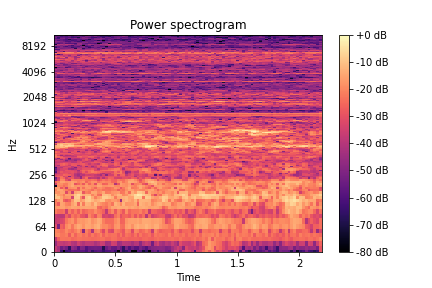 Power spectrogram
8192
4096
2048
1024
512
256
128
64
0
Hz
0
0.5
1
1.5
2
Time
+0 dB
-10 dB
-20 dB
-30 dB
-40 dB
-50 dB
-60 dB
-70 dB
-80 dB